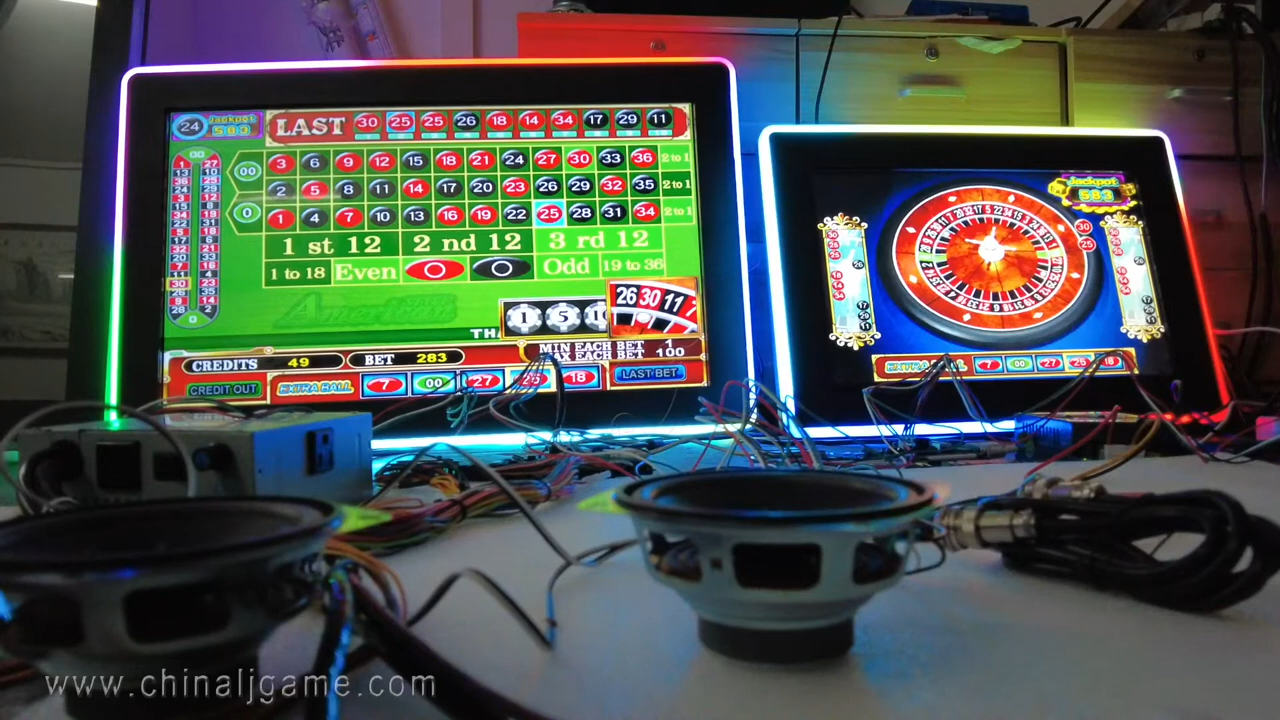 24 Jackpot 583
LAST 30 25 25 26 18 14 34 17 29 11
00 3 6 9 12 15 18 21 24 27 30 33 36 2 to 1
2 5 8 11 14 17 20 23 26 29 32 35 2 to 1
0 1 4 7 10 13 16 19 22 25 28 31 34 2 to 1
1 st 12 2 nd 12 3 rd 12
1 to 18 Even Odd 19 to 36
1 5 10
26 30 11
TH
MIN EACH BET 1
MAX EACH BET 100
CREDITS 49 BET 283
CREDIT OUT EXTRA BALL 7 00 27 25 18 LAST BET
Jackpot
583
30
25
EXTRA BALL 7 00 27 25 18
www.chinaljgame.com